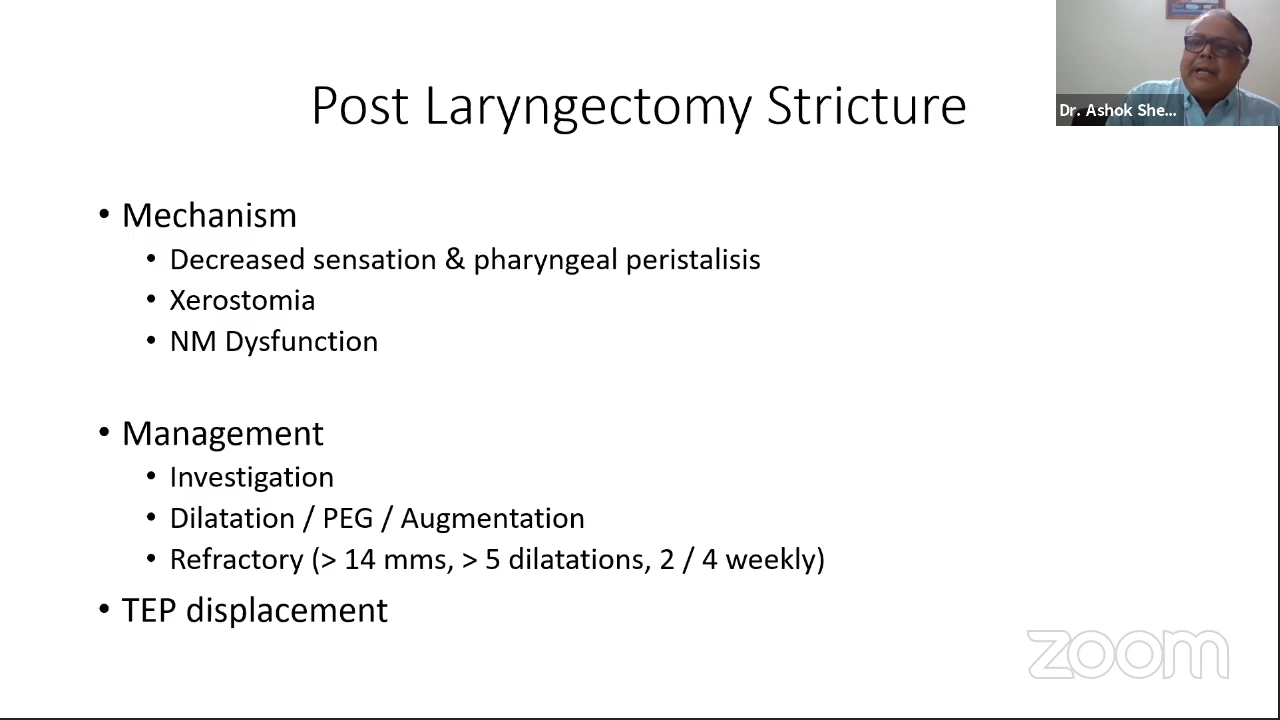 Post Laryngectomy Stricture
Dr. Ashok She...
• Mechanism
• Decreased sensation & pharyngeal peristalisis
• Xerostomia
• NM Dysfunction
• Management
• Investigation
• Dilatation / PEG / Augmentation
• Refractory (> 14 mms, > 5 dilatations, 2 / 4 weekly)
• TEP displacement
zoom